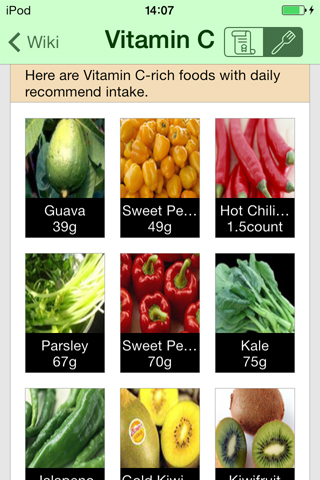 iPod 14:07
Wiki Vitamin C
Here are Vitamin C-rich foods with daily
recommend intake.
Guava Sweet Pe... Hot Chili...
39g 49g 1.5count
Parsley Sweet Pe... Kale
67g 70g 75g
Jalapeno Gold Kiwi... Kiwifruit